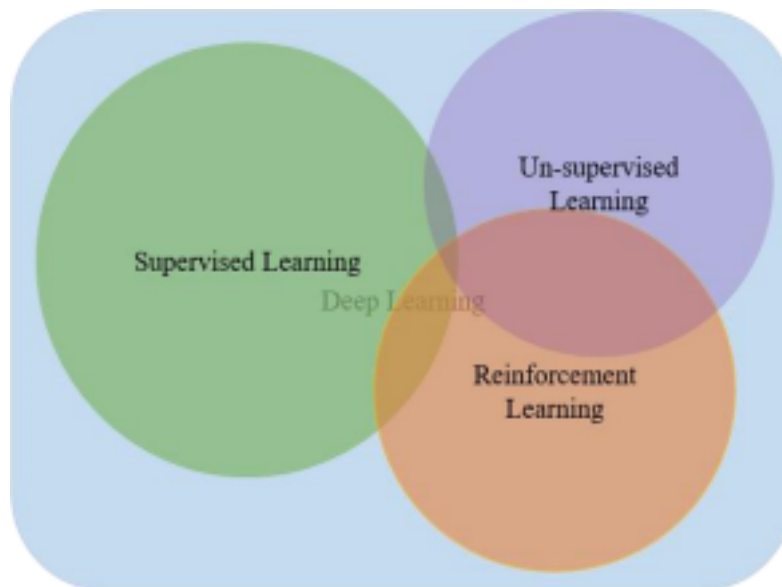 Un-supervised
Learning
Supervised Learning
Deep Learning
Reinforcement
Learning